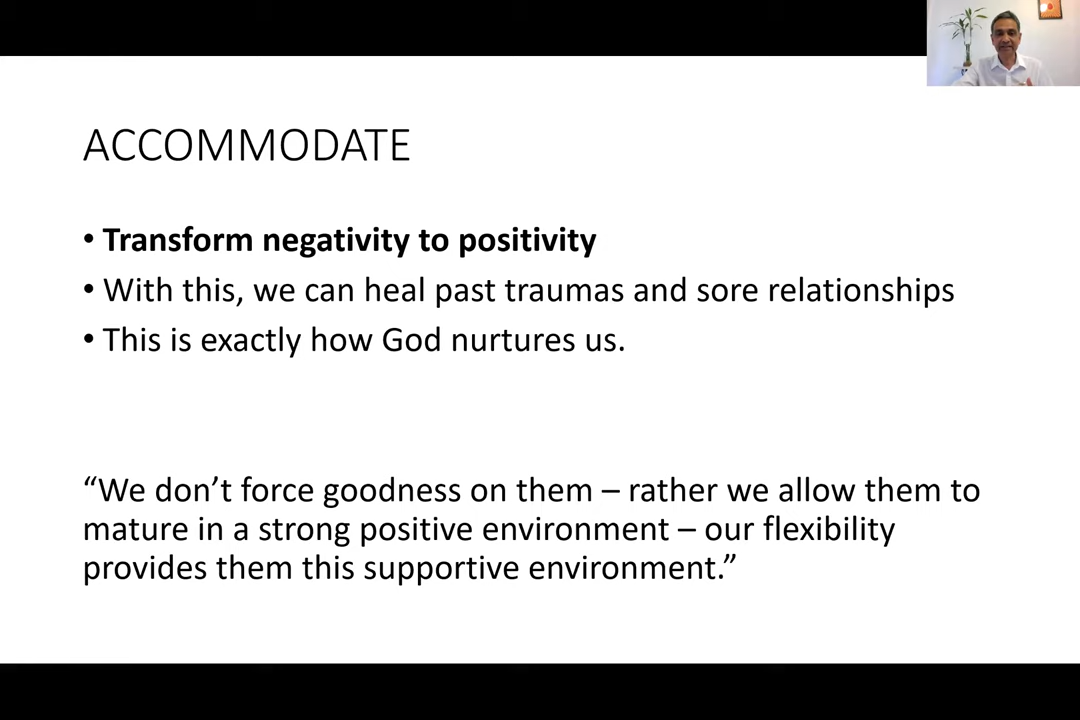 ACCOMMODATE
• Transform negativity to positivity
• With this, we can heal past traumas and sore relationships
• This is exactly how God nurtures us.
“We don’t force goodness on them – rather we allow them to
mature in a strong positive environment – our flexibility
provides them this supportive environment.”